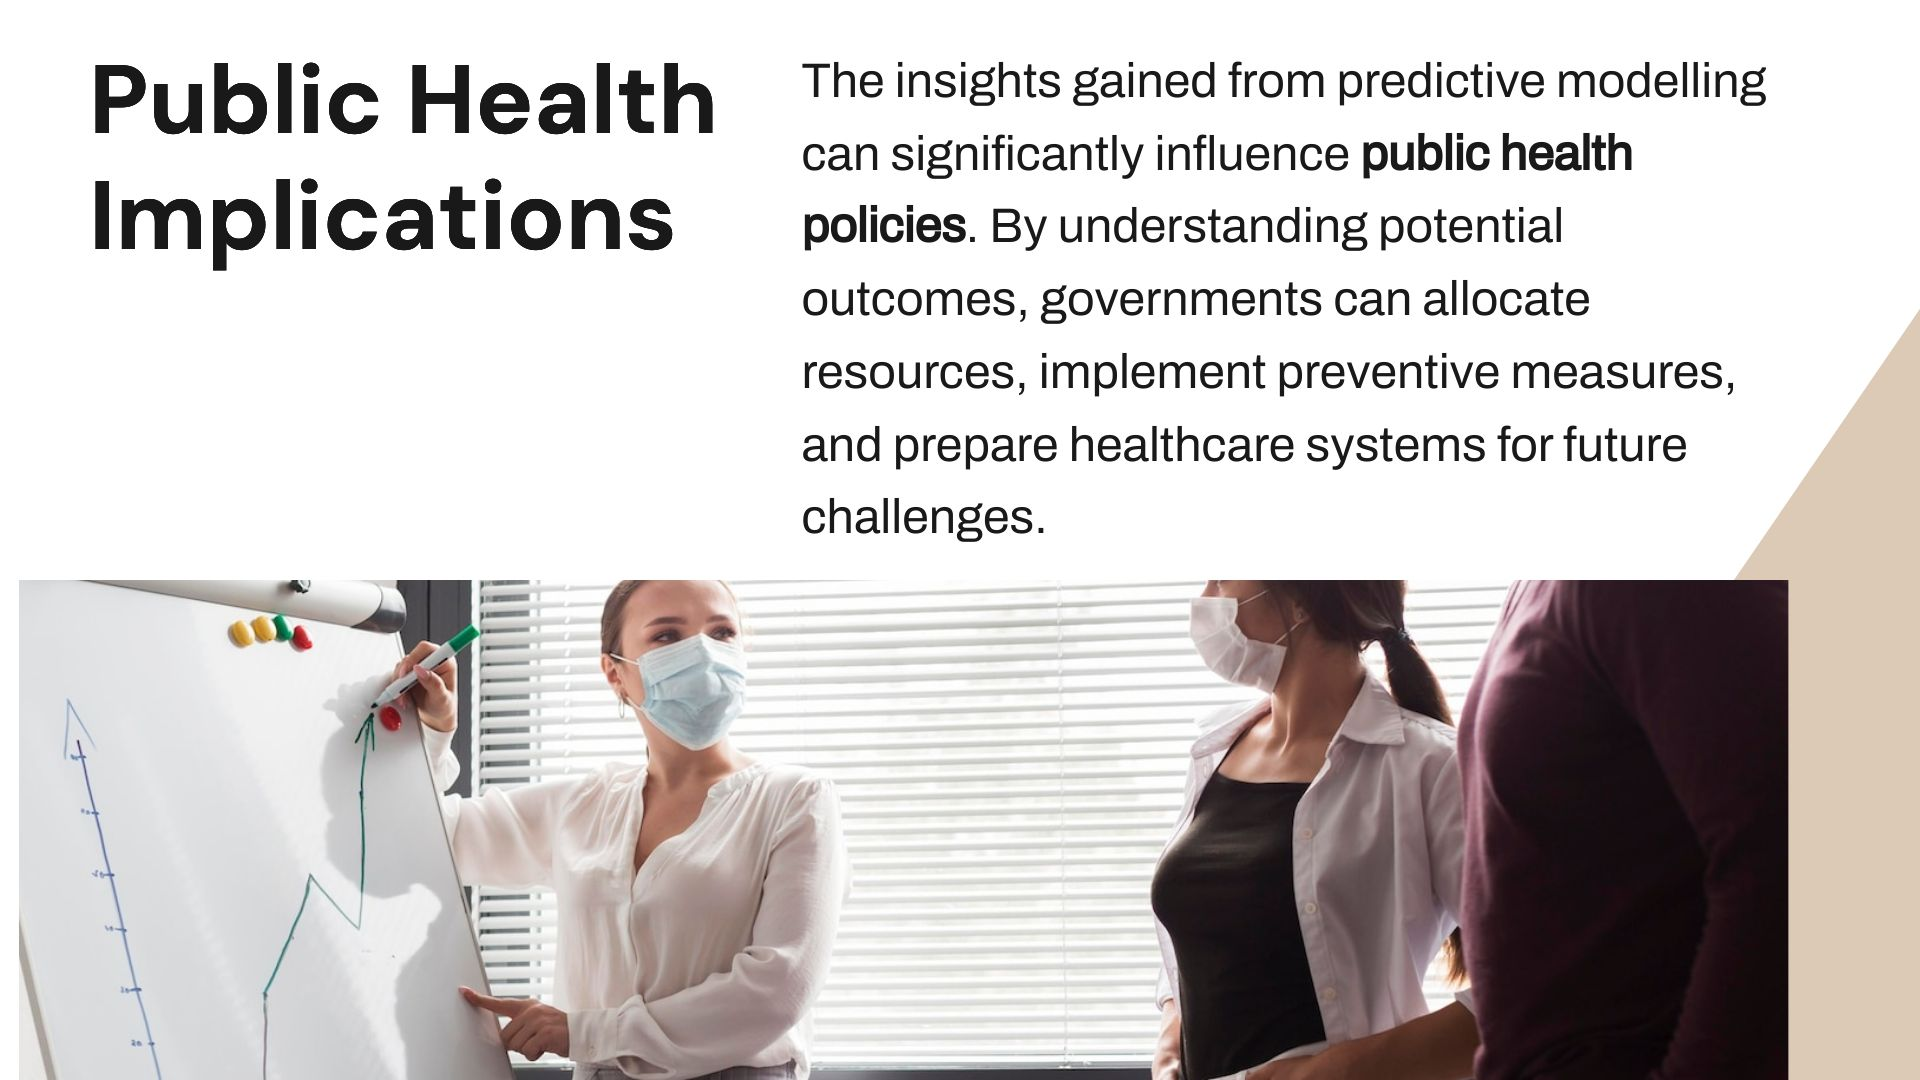 Public Health
Implications
The insights gained from predictive modelling
can significantly influence public health
policies. By understanding potential
outcomes, governments can allocate
resources, implement preventive measures,
and prepare healthcare systems for future
challenges.